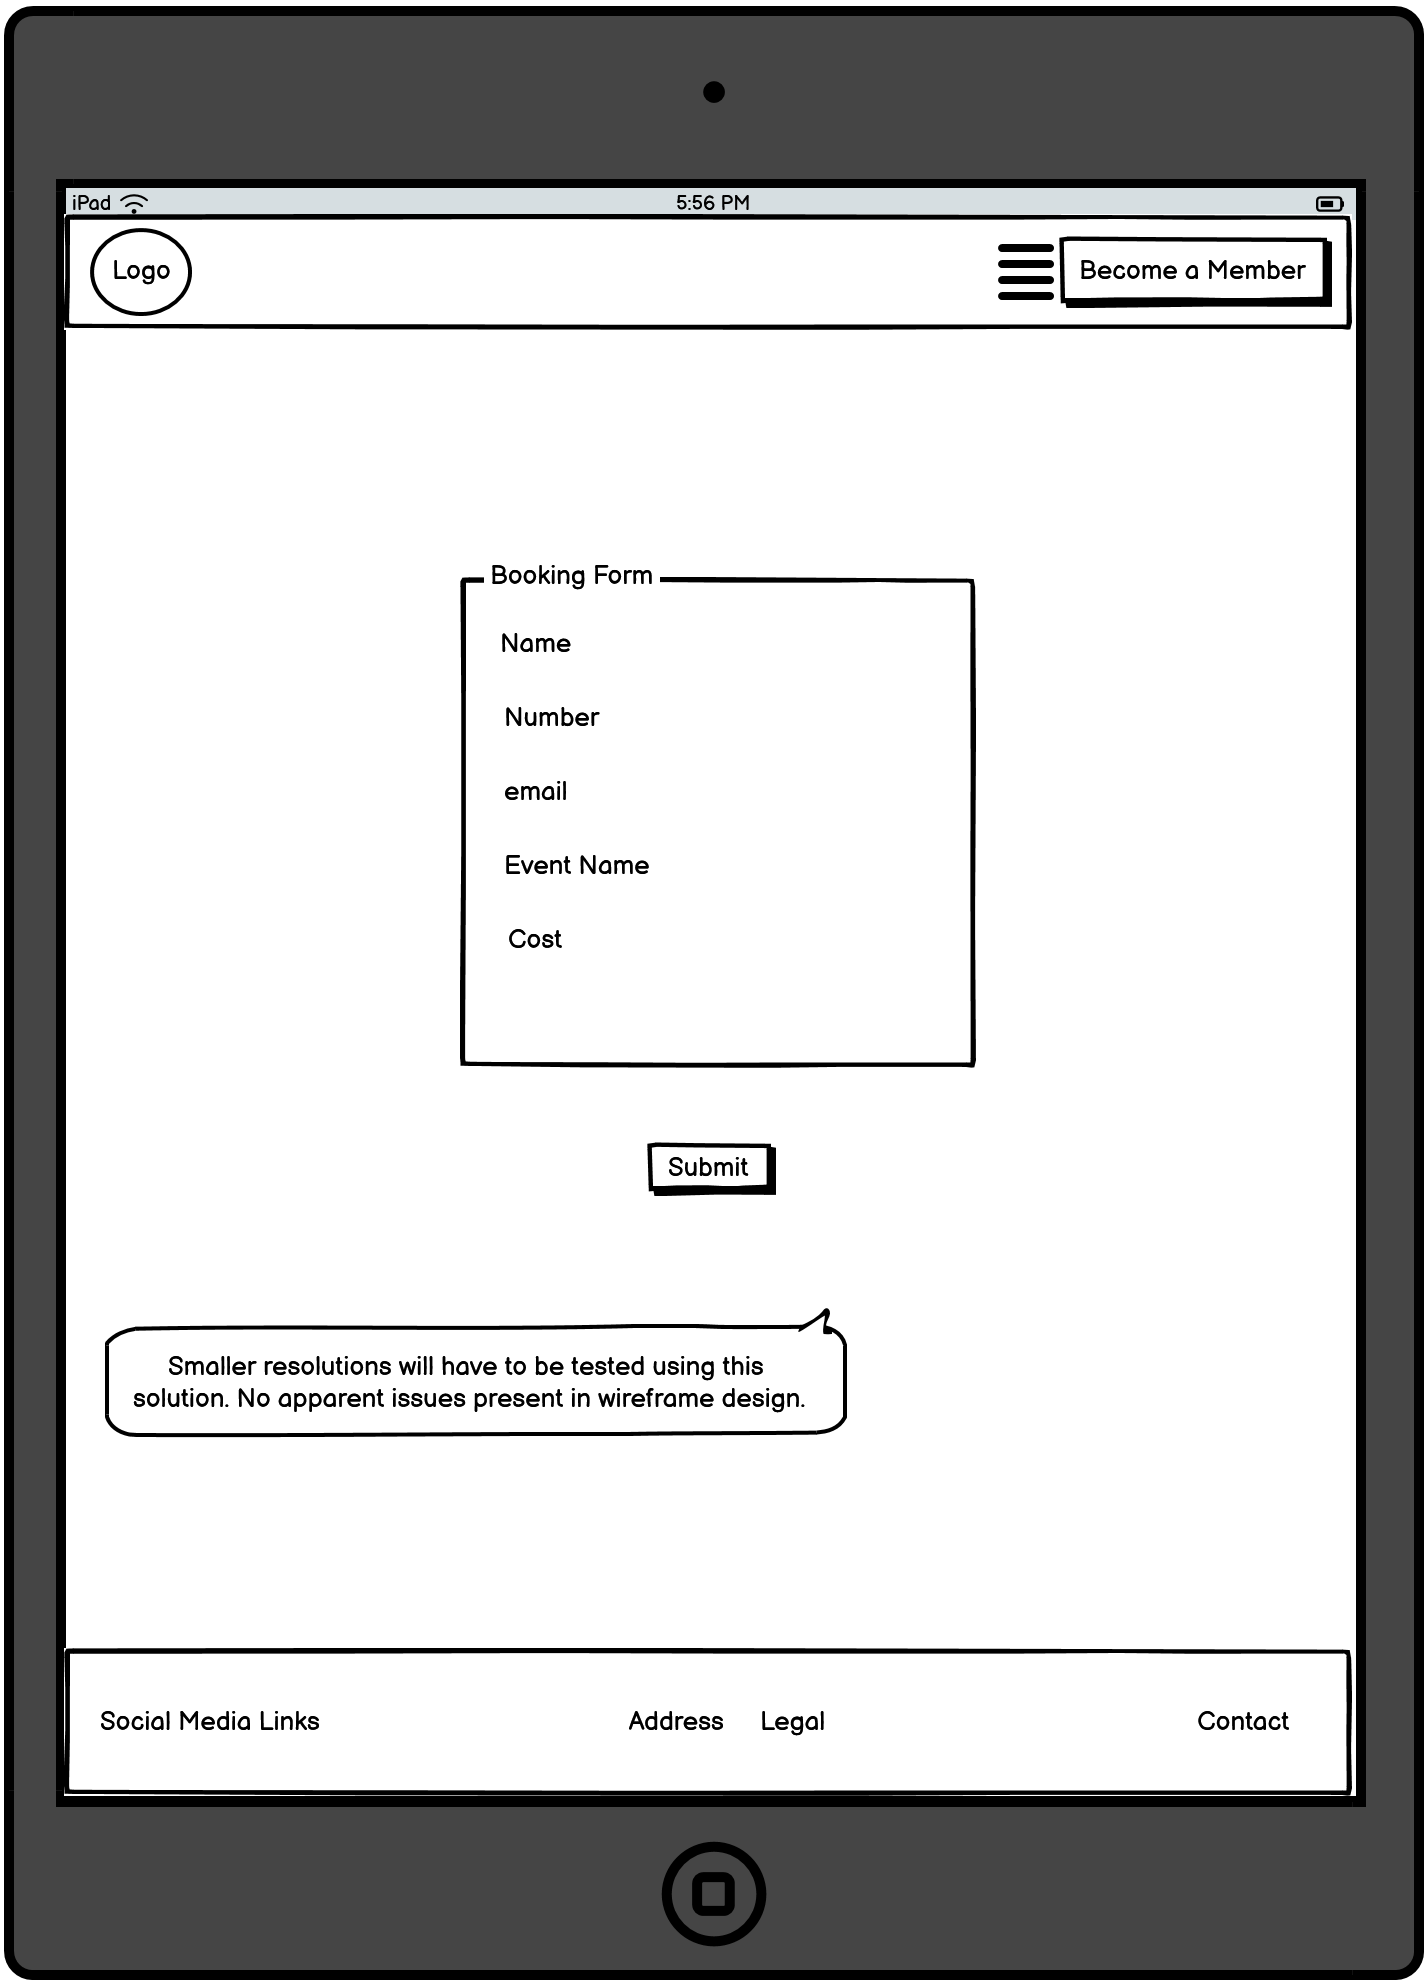 iPad
5:56 PM
Logo
Become a Member
Booking Form
Name
Number
email
Event Name
Cost
Submit
Smaller resolutions will have to be tested using this
solution. No apparent issues present in wireframe design.
Social Media Links
Address
Legal
Contact